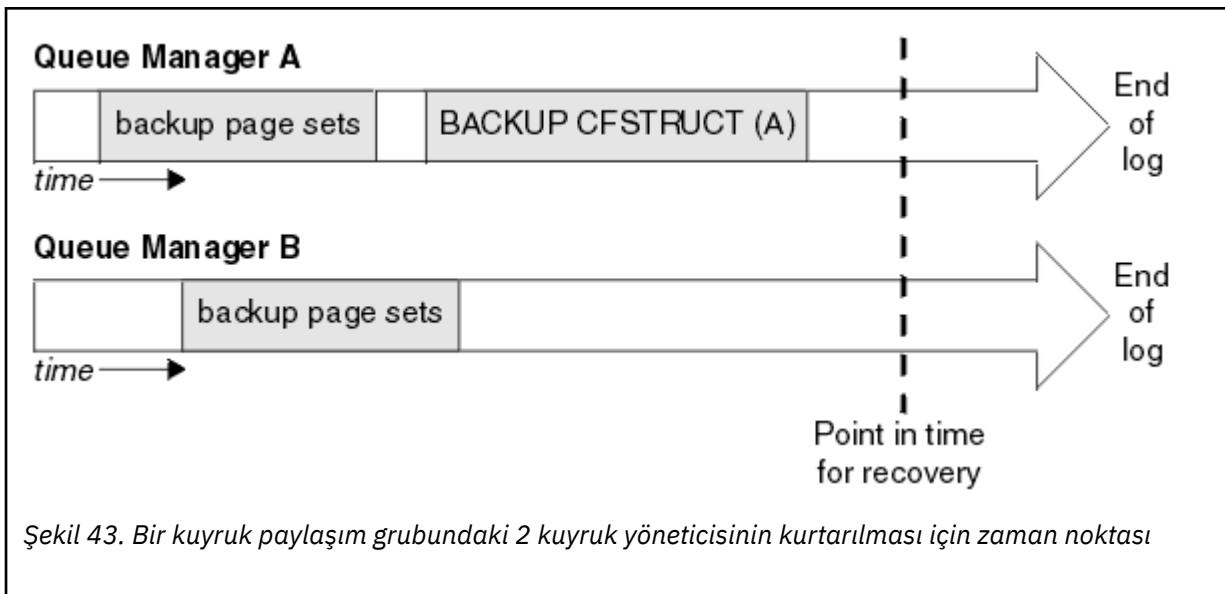 Queue Manager A
backup page sets
BACKUP CFSTRUCT (A)
End
of
log
time
Queue Manager B
backup page sets
End
of
log
time
Point in time
for recovery
Şekil 43. Bir kuyruk paylaşım grubundaki 2 kuyruk yöneticisinin kurtarılması için zaman noktası